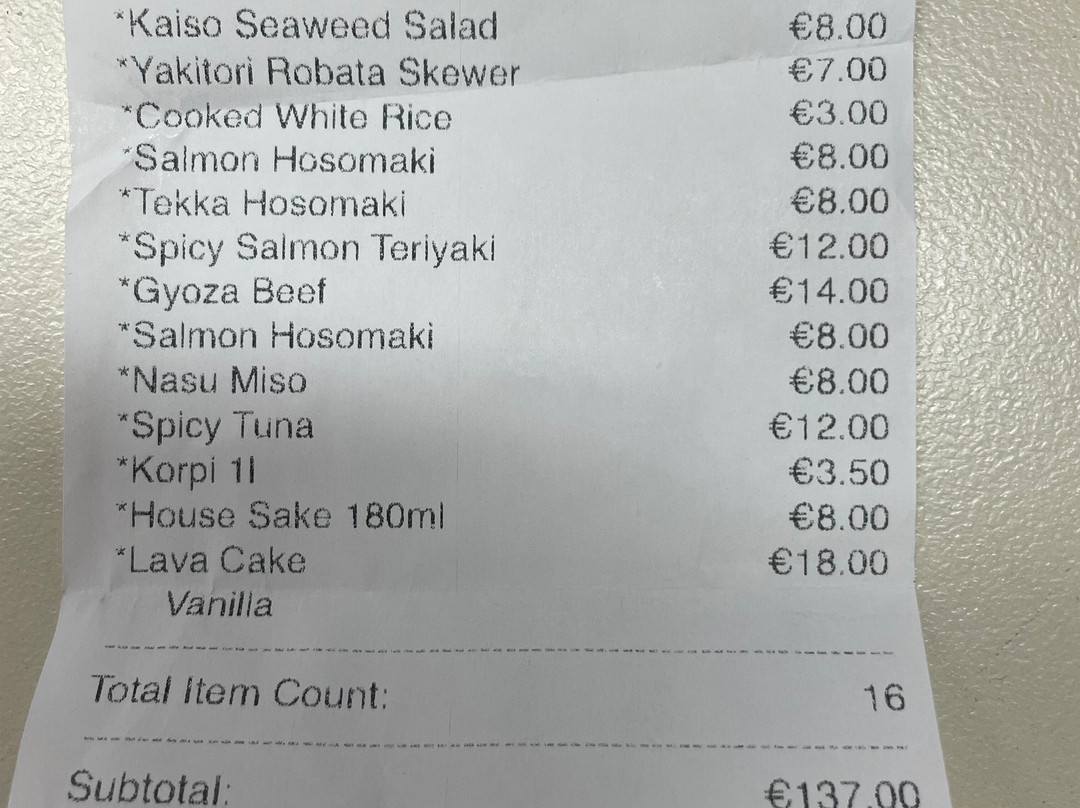 *Kaiso Seaweed Salad €8.00
*Yakitori Robata Skewer €7.00
*Cooked White Rice €3.00
*Salmon Hosomaki €8.00
*Tekka Hosomaki €8.00
*Spicy Salmon Teriyaki €12.00
*Gyoza Beef €14.00
*Salmon Hosomaki €8.00
*Nasu Miso €8.00
*Spicy Tuna €12.00
*Korpi 1l €3.50
*House Sake 180ml €8.00
*Lava Cake €18.00
Vanilla
Total Item Count: 16
Subtotal: €137.00